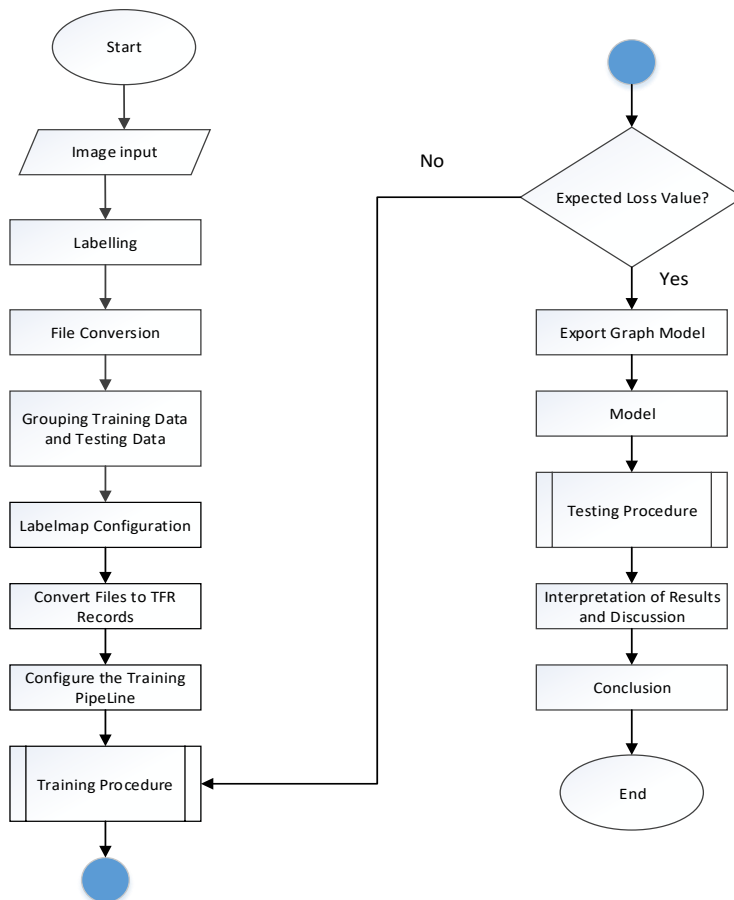 Start
Image input
Labelling
File Conversion
Grouping Training Data
and Testing Data
Labelmap Configuration
Convert Files to TFR
Records
Configure the Training
PipeLine
Training Procedure
No
Expected Loss Value?
Yes
Export Graph Model
Model
Testing Procedure
Interpretation of Results
and Discussion
Conclusion
End